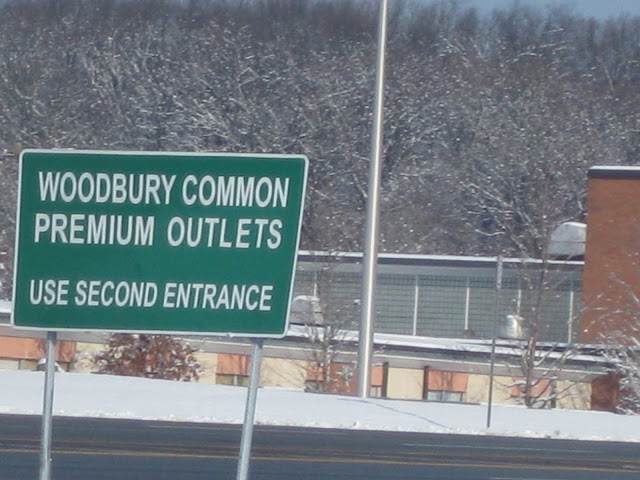 WOODBURY COMMON
PREMIUM OUTLETS
USE SECOND ENTRANCE